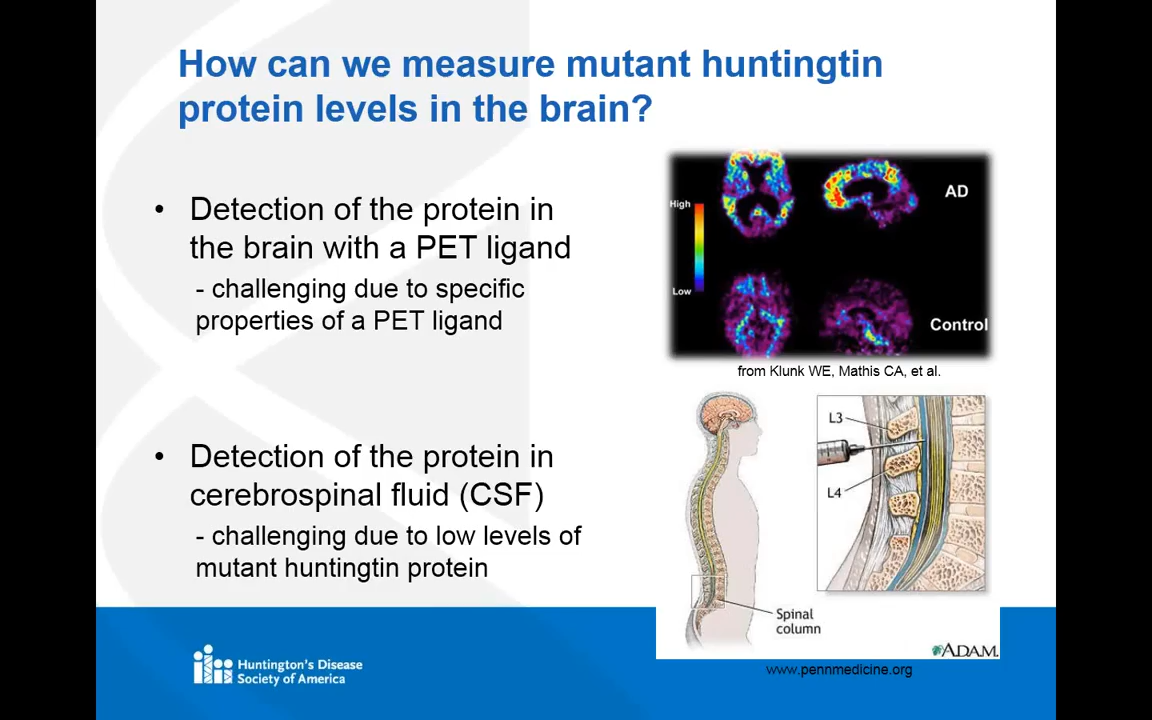 How can we measure mutant huntingtin
protein levels in the brain?
• Detection of the protein in
the brain with a PET ligand
- challenging due to specific
properties of a PET ligand
High
Low
AD
Control
from Klunk WE, Mathis CA, et al.
• Detection of the protein in
cerebrospinal fluid (CSF)
- challenging due to low levels of
mutant huntingtin protein
L3
L4
Spinal
column
ADAM.
www.pennmedicine.org
Huntington's Disease
Society of America